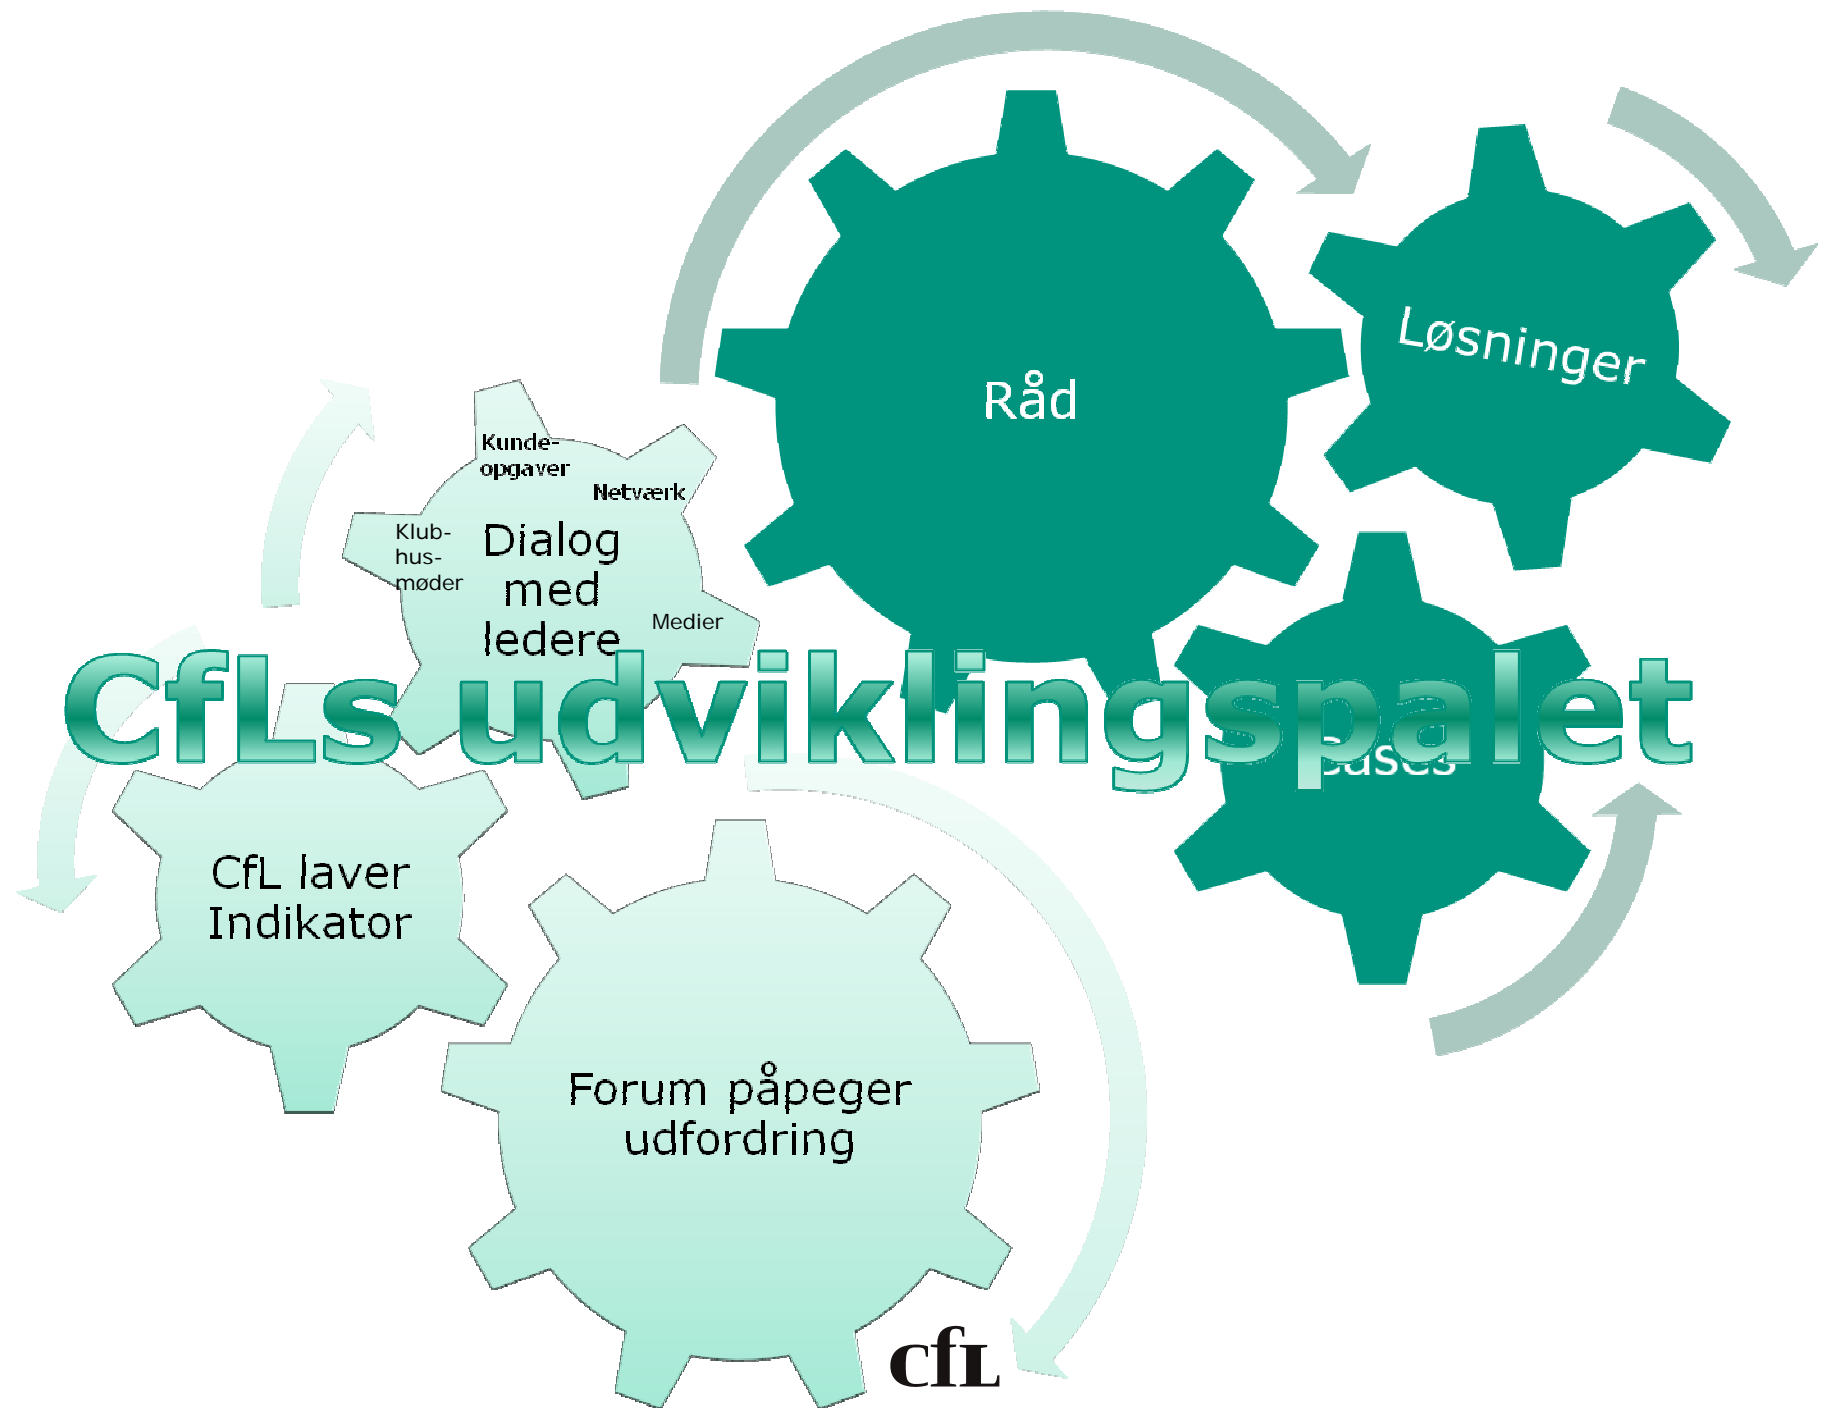 Løsninger
Råd
Kunde-
opgaver
Netværk
Klub-
hus-
møder
Dialog
med
ledere
Medier
CfLs udviklingspalet
Cases
CfL laver
Indikator
Forum påpeger
udfordring
cfL